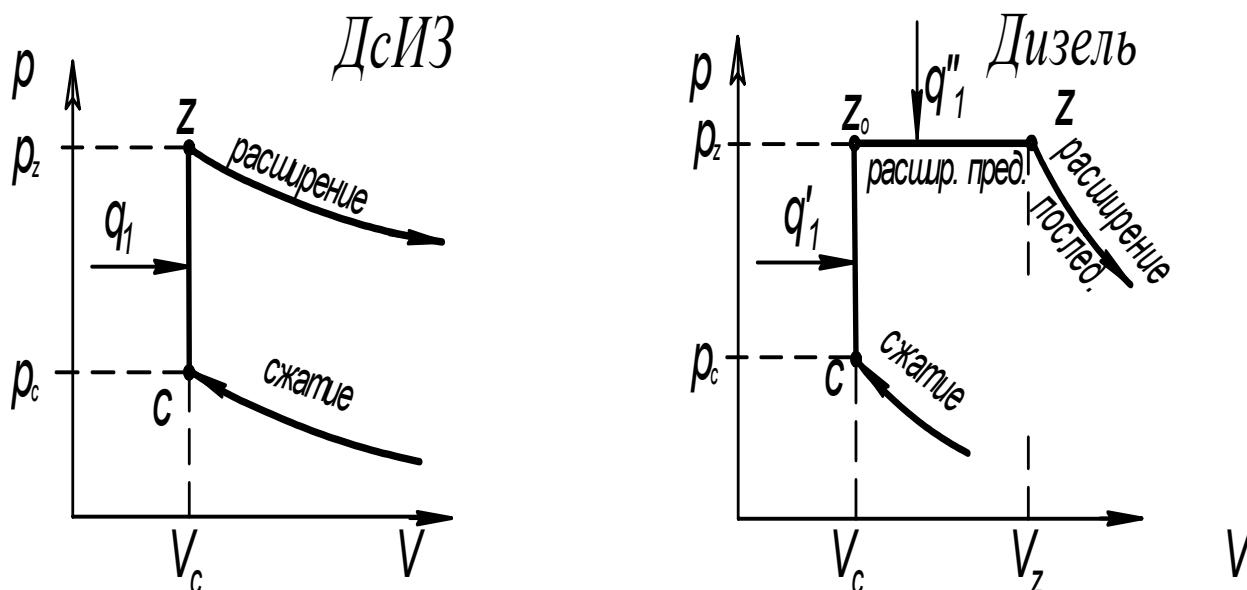 ДсИЗ
p
z
p_z
расширение
q_1
p_c
c
сжатие
V_c
V
Дизель
p
q''_1
z_0
z
p_z
расшир. пред.
расширение
послед.
q'_1
p_c
c
сжатие
V_c
V_z
V